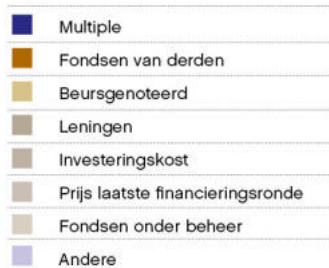 Multiple
Fondsen van derden
Beursgenoteerd
Leningen
Investeringskost
Prijs laatste financieringsronde
Fondsen onder beheer
Andere